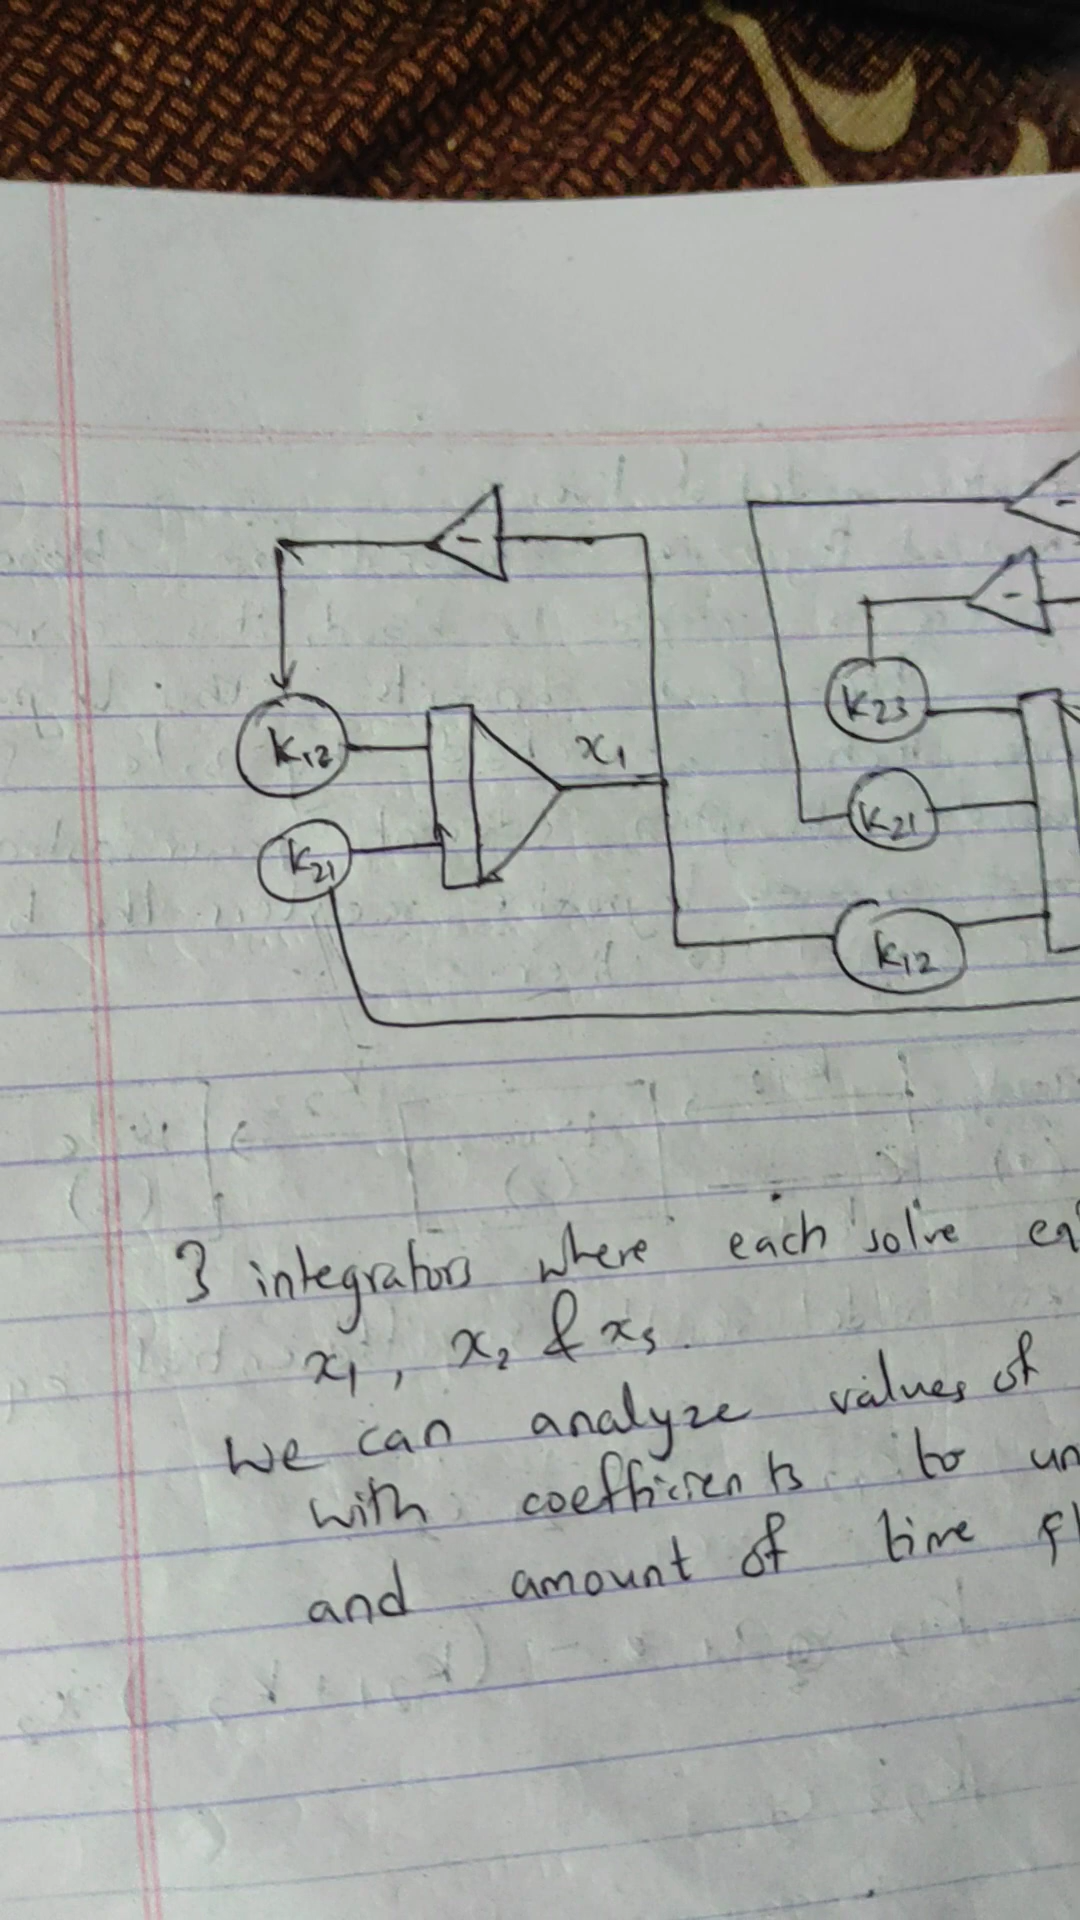 -
-
-
K12
x1
K23
K21
K21
K12
3 integrators where each solve
x1, x2 & x3.
We can analyze values of
with coefficients to
and amount of time